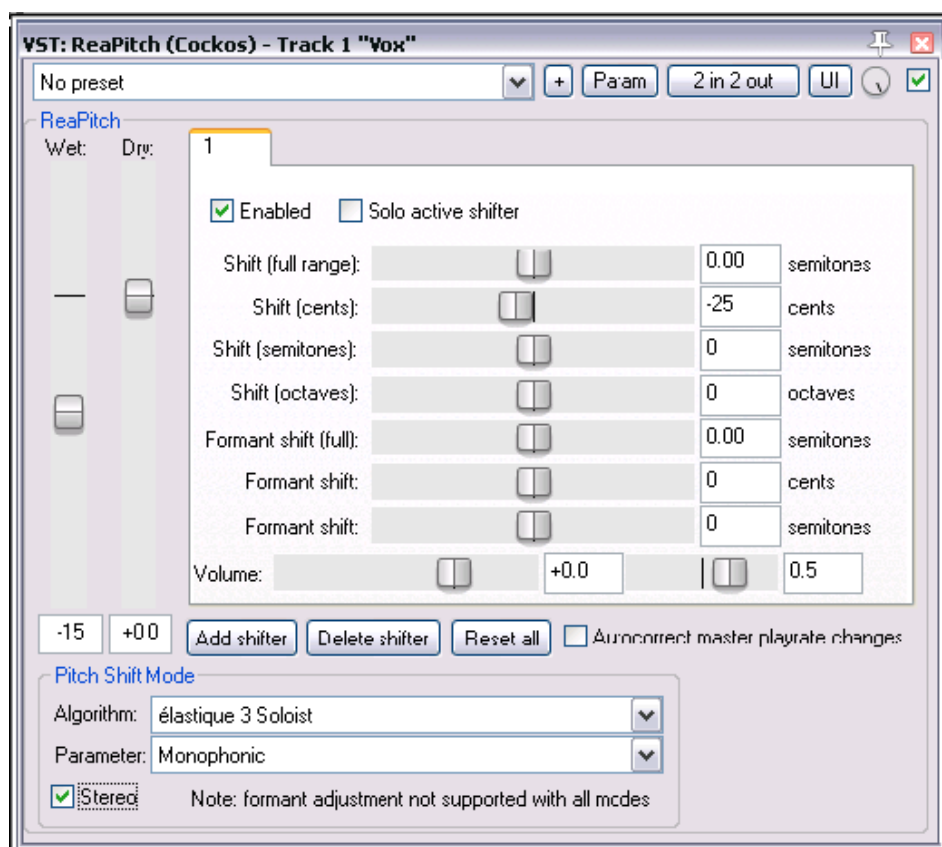 VST: ReaPitch (Cockos) - Track 1 "Vox"
No preset + Param 2 in 2 out UI
ReaPitch
Wet: Dry: 1
Enabled Solo active shifter
Shift (full range): 0.00 semitones
Shift (cents): -25 cents
Shift (semitones): 0 semitones
Shift (octaves): 0 octaves
Formant shift (full): 0.00 semitones
Formant shift: 0 cents
Formant shift: 0 semitones
Volume: +0.0 0.5
-15 +0.0 Add shifter Delete shifter Reset all Autocorrect master playrate changes
Pitch Shift Mode
Algorithm: élastique 3 Soloist
Parameter: Monophonic
Stereo Note: formant adjustment not supported with all modes